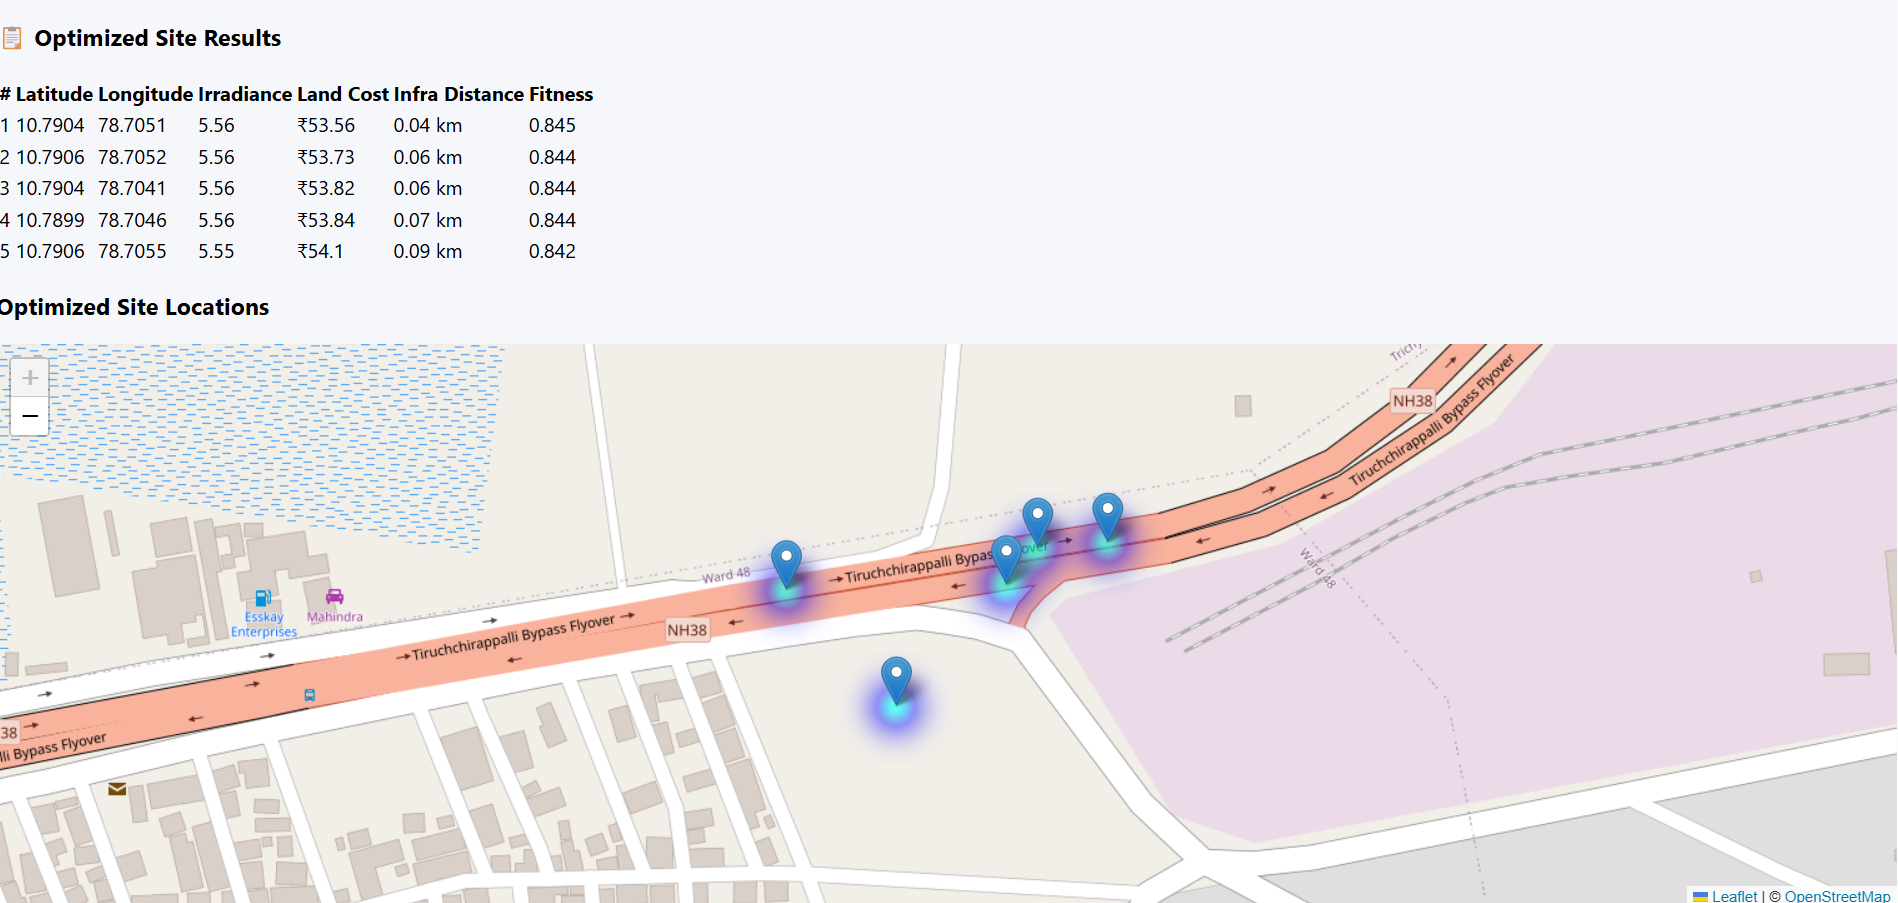 Optimized Site Results
# Latitude Longitude Irradiance Land Cost Infra Distance Fitness
1 10.7904 78.7051 5.56 ₹53.56 0.04 km 0.845
2 10.7906 78.7052 5.56 ₹53.73 0.06 km 0.844
3 10.7904 78.7041 5.56 ₹53.82 0.06 km 0.844
4 10.7899 78.7046 5.56 ₹53.84 0.07 km 0.844
5 10.7906 78.7055 5.55 ₹54.1 0.09 km 0.842
Optimized Site Locations
+
−
Trichy
NH38
Tiruchchirappalli Bypass Flyover
Tiruchchirappalli Bypass Flyover
Ward 48
Ward 48
Esskay
Enterprises
Mahindra
NH38
Tiruchchirappalli Bypass Flyover
38
lli Bypass Flyover
Leaflet | © OpenStreetMap